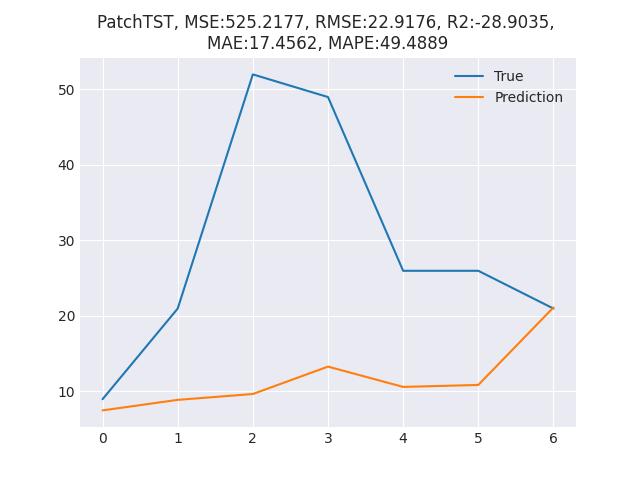 PatchTST, MSE:525.2177, RMSE:22.9176, R2:-28.9035,
MAE:17.4562, MAPE:49.4889
True
Prediction
50
40
30
20
10
0 1 2 3 4 5 6